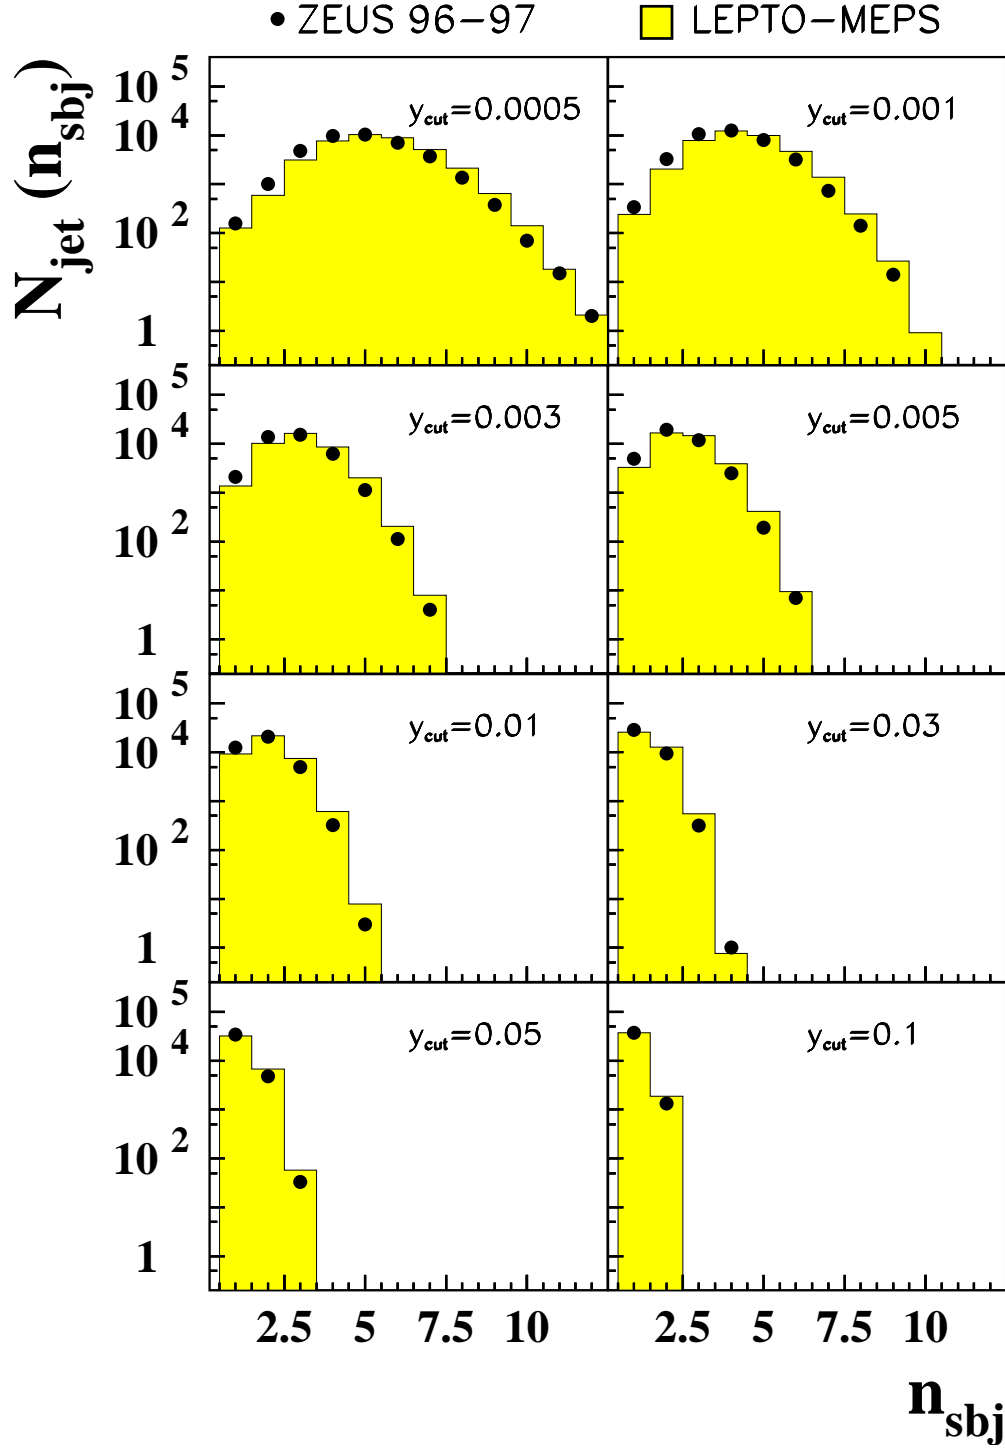 ZEUS 96-97 LEPTO-MEPS
N_jet (n_sbj)
10^5
y_cut=0.0005 y_cut=0.001
10^4
10^2
1
10^5
y_cut=0.003 y_cut=0.005
10^4
10^2
1
10^5
y_cut=0.01 y_cut=0.03
10^4
10^2
1
10^5
y_cut=0.05 y_cut=0.1
10^4
10^2
1
2.5 5 7.5 10 2.5 5 7.5 10
n_sbj